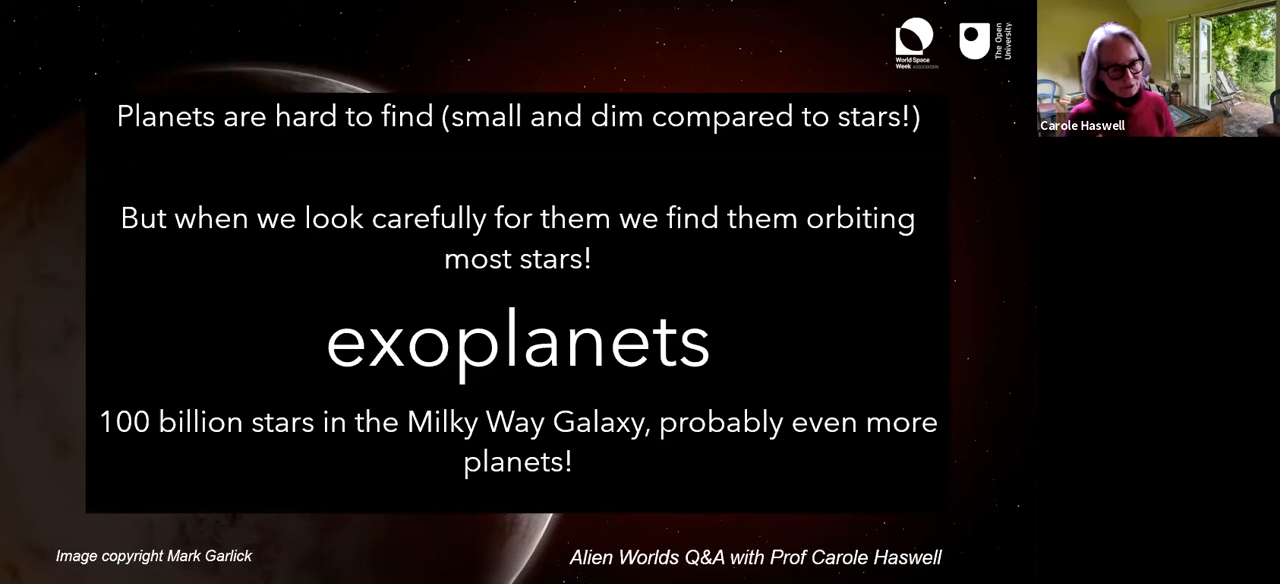 World Space
Week ASSOCIATION
The Open
University
Carole Haswell
Planets are hard to find (small and dim compared to stars!)
But when we look carefully for them we find them orbiting
most stars!
exoplanets
100 billion stars in the Milky Way Galaxy, probably even more
planets!
Image copyright Mark Garlick
Alien Worlds Q&A with Prof Carole Haswell